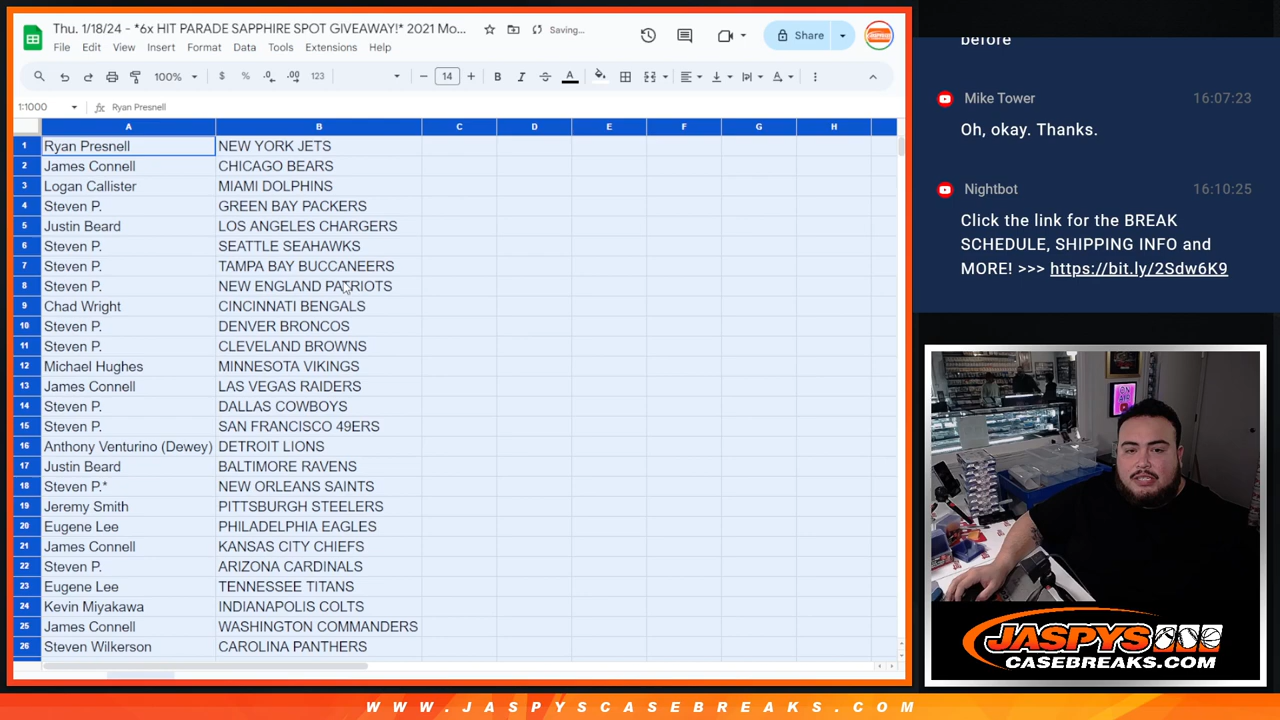 Thu. 1/18/24 - *6x HIT PARADE SAPPHIRE SPOT GIVEAWAY!* 2021 Mo...
Saving...
Share
File Edit View Insert Format Data Tools Extensions Help
100% $ % .0 .00 123 14 B I S A
1:1000 fx Ryan Presnell
A B C D E F G H
1 Ryan Presnell NEW YORK JETS
2 James Connell CHICAGO BEARS
3 Logan Callister MIAMI DOLPHINS
4 Steven P. GREEN BAY PACKERS
5 Justin Beard LOS ANGELES CHARGERS
6 Steven P. SEATTLE SEAHAWKS
7 Steven P. TAMPA BAY BUCCANEERS
8 Steven P. NEW ENGLAND PATRIOTS
9 Chad Wright CINCINNATI BENGALS
10 Steven P. DENVER BRONCOS
11 Steven P. CLEVELAND BROWNS
12 Michael Hughes MINNESOTA VIKINGS
13 James Connell LAS VEGAS RAIDERS
14 Steven P. DALLAS COWBOYS
15 Steven P. SAN FRANCISCO 49ERS
16 Anthony Venturino (Dewey) DETROIT LIONS
17 Justin Beard BALTIMORE RAVENS
18 Steven P.* NEW ORLEANS SAINTS
19 Jeremy Smith PITTSBURGH STEELERS
20 Eugene Lee PHILADELPHIA EAGLES
21 James Connell KANSAS CITY CHIEFS
22 Steven P. ARIZONA CARDINALS
23 Eugene Lee TENNESSEE TITANS
24 Kevin Miyakawa INDIANAPOLIS COLTS
25 James Connell WASHINGTON COMMANDERS
26 Steven Wilkerson CAROLINA PANTHERS
before
Mike Tower 16:07:23
Oh, okay. Thanks.
Nightbot 16:10:25
Click the link for the BREAK
SCHEDULE, SHIPPING INFO and
MORE! >>> https://bit.ly/2Sdw6K9
ON AIR
JASPYS
CASEBREAKS.COM
WWW.JASPYSCASEBREAKS.COM